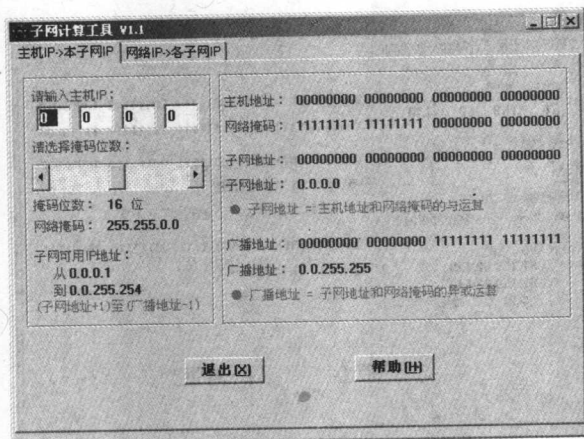 子网计算工具 V1.1
主机IP->本子网IP 网络IP->各子网IP
请输入主机IP：
0 0 0 0
请选择掩码位数：
掩码位数： 16 位
网络掩码： 255.255.0.0
子网可用IP地址：
从 0.0.0.1
到 0.0.255.254
(子网地址+1)至(广播地址-1)
主机地址： 00000000 00000000 00000000 00000000
网络掩码： 11111111 11111111 00000000 00000000
子网地址： 00000000 00000000 00000000 00000000
子网地址： 0.0.0.0
● 子网地址 = 主机地址和网络掩码的与运算
广播地址： 00000000 00000000 11111111 11111111
广播地址： 0.0.255.255
● 广播地址 = 子网地址和网络掩码的异或运算
退出(X) 帮助(H)